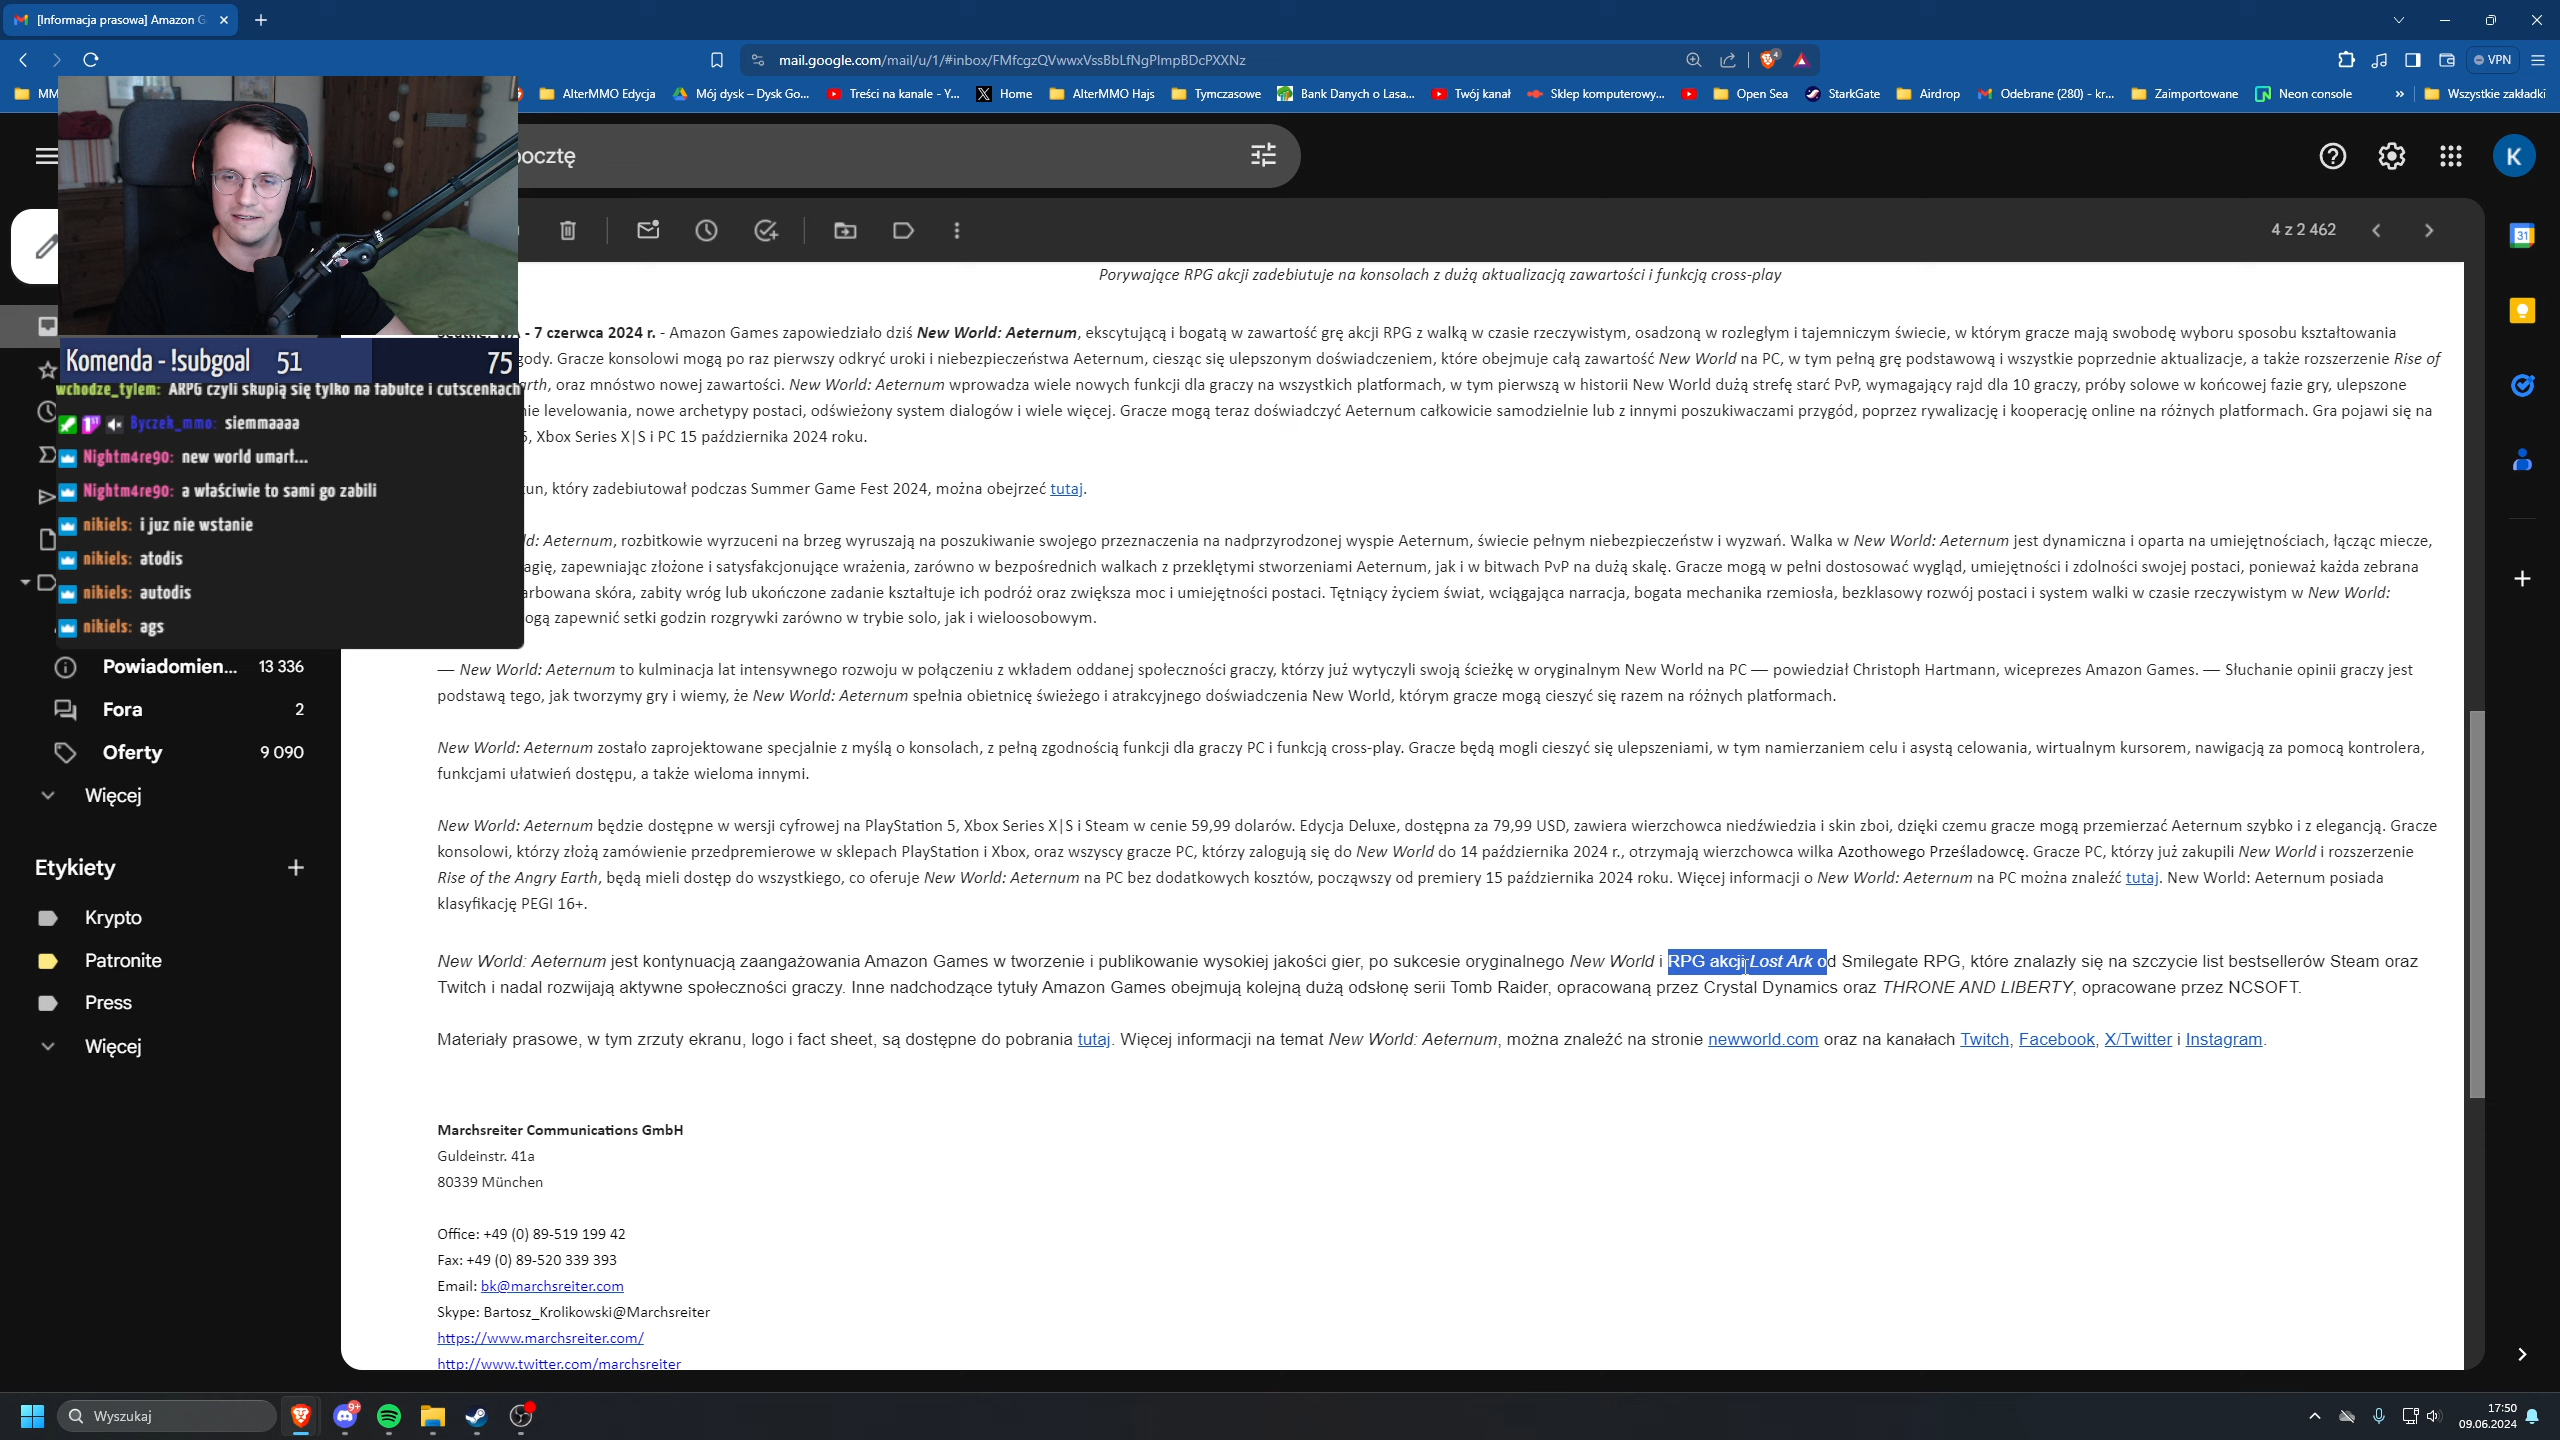 [Informacja prasowa] Amazon G
mail.google.com/mail/u/1/#inbox/FMfcgzQVwwxVssBbLfNgPlmpBDcPXXNz
4
VPN
MM
AlterMMO Edycja
Mój dysk – Dysk Go...
Treści na kanale - Y...
Home
AlterMMO Hajs
Tymczasowe
Bank Danych o Lasa...
Twój kanał
Sklep komputerowy...
Open Sea
StarkGate
Airdrop
Odebrane (280) - kr...
Zaimportowane
Neon console
»
Wszystkie zakładki
pocztę
K
4 z 2 462
31
Porywające RPG akcji zadebiutuje na konsolach z dużą aktualizacją zawartości i funkcją cross-play
- 7 czerwca 2024 r. - Amazon Games zapowiedziało dziś New World: Aeternum, ekscytującą i bogatą w zawartość grę akcji RPG z walką w czasie rzeczywistym, osadzoną w rozległym i tajemniczym świecie, w którym gracze mają swobodę wyboru sposobu kształtowania
gody. Gracze konsolowi mogą po raz pierwszy odkryć uroki i niebezpieczeństwa Aeternum, ciesząc się ulepszonym doświadczeniem, które obejmuje całą zawartość New World na PC, w tym pełną grę podstawową i wszystkie poprzednie aktualizacje, a także rozszerzenie Rise of
rth, oraz mnóstwo nowej zawartości. New World: Aeternum wprowadza wiele nowych funkcji dla graczy na wszystkich platformach, w tym pierwszą w historii New World dużą strefę starć PvP, wymagający rajd dla 10 graczy, próby solowe w końcowej fazie gry, ulepszone
ie levelowania, nowe archetypy postaci, odświeżony system dialogów i wiele więcej. Gracze mogą teraz doświadczyć Aeternum całkowicie samodzielnie lub z innymi poszukiwaczami przygód, poprzez rywalizację i kooperację online na różnych platformach. Gra pojawi się na
5, Xbox Series X|S i PC 15 października 2024 roku.
un, który zadebiutował podczas Summer Game Fest 2024, można obejrzeć tutaj.
ld: Aeternum, rozbitkowie wyrzuceni na brzeg wyruszają na poszukiwanie swojego przeznaczenia na nadprzyrodzonej wyspie Aeternum, świecie pełnym niebezpieczeństw i wyzwań. Walka w New World: Aeternum jest dynamiczna i oparta na umiejętnościach, łącząc miecze,
agię, zapewniając złożone i satysfakcjonujące wrażenia, zarówno w bezpośrednich walkach z przeklętymi stworzeniami Aeternum, jak i w bitwach PvP na dużą skalę. Gracze mogą w pełni dostosować wygląd, umiejętności i zdolności swojej postaci, ponieważ każda zebrana
arbowana skóra, zabity wróg lub ukończone zadanie kształtuje ich podróż oraz zwiększa moc i umiejętności postaci. Tętniący życiem świat, wciągająca narracja, bogata mechanika rzemiosła, bezklasowy rozwój postaci i system walki w czasie rzeczywistym w New World:
ogą zapewnić setki godzin rozgrywki zarówno w trybie solo, jak i wieloosobowym.
— New World: Aeternum to kulminacja lat intensywnego rozwoju w połączeniu z wkładem oddanej społeczności graczy, którzy już wytyczyli swoją ścieżkę w oryginalnym New World na PC — powiedział Christoph Hartmann, wiceprezes Amazon Games. — Słuchanie opinii graczy jest
podstawą tego, jak tworzymy gry i wiemy, że New World: Aeternum spełnia obietnicę świeżego i atrakcyjnego doświadczenia New World, którym gracze mogą cieszyć się razem na różnych platformach.
New World: Aeternum zostało zaprojektowane specjalnie z myślą o konsolach, z pełną zgodnością funkcji dla graczy PC i funkcją cross-play. Gracze będą mogli cieszyć się ulepszeniami, w tym namierzaniem celu i asystą celowania, wirtualnym kursorem, nawigacją za pomocą kontrolera,
funkcjami ułatwień dostępu, a także wieloma innymi.
New World: Aeternum będzie dostępne w wersji cyfrowej na PlayStation 5, Xbox Series X|S i Steam w cenie 59,99 dolarów. Edycja Deluxe, dostępna za 79,99 USD, zawiera wierzchowca niedźwiedzia i skin zboi, dzięki czemu gracze mogą przemierzać Aeternum szybko i z elegancją. Gracze
konsolowi, którzy złożą zamówienie przedpremierowe w sklepach PlayStation i Xbox, oraz wszyscy gracze PC, którzy zalogują się do New World do 14 października 2024 r., otrzymają wierzchowca wilka Azothowego Prześladowcę. Gracze PC, którzy już zakupili New World i rozszerzenie
Rise of the Angry Earth, będą mieli dostęp do wszystkiego, co oferuje New World: Aeternum na PC bez dodatkowych kosztów, począwszy od premiery 15 października 2024 roku. Więcej informacji o New World: Aeternum na PC można znaleźć tutaj. New World: Aeternum posiada
klasyfikację PEGI 16+.
New World: Aeternum jest kontynuacją zaangażowania Amazon Games w tworzenie i publikowanie wysokiej jakości gier, po sukcesie oryginalnego New World i RPG akcji Lost Ark od Smilegate RPG, które znalazły się na szczycie list bestsellerów Steam oraz
Twitch i nadal rozwijają aktywne społeczności graczy. Inne nadchodzące tytuły Amazon Games obejmują kolejną dużą odsłonę serii Tomb Raider, opracowaną przez Crystal Dynamics oraz THRONE AND LIBERTY, opracowane przez NCSOFT.
Materiały prasowe, w tym zrzuty ekranu, logo i fact sheet, są dostępne do pobrania tutaj. Więcej informacji na temat New World: Aeternum, można znaleźć na stronie newworld.com oraz na kanałach Twitch, Facebook, X/Twitter i Instagram.
Marchsreiter Communications GmbH
Guldeinstr. 41a
80339 München
Office: +49 (0) 89-519 199 42
Fax: +49 (0) 89-520 339 393
Email: bk@marchsreiter.com
Skype: Bartosz_Krolikowski@Marchsreiter
https://www.marchsreiter.com/
http://www.twitter.com/marchsreiter
Komenda - !subgoal 51 75
wchodze_tylem: ARPG czyli skupią się tylko na fabułce i cutscenkach
Byczek_mmo: siemmaaaa
Nightm4re90: new world umarł...
Nightm4re90: a właściwie to sami go zabili
nikiels: i juz nie wstanie
nikiels: atodis
nikiels: autodis
nikiels: ags
Powiadomien... 13 336
Fora 2
Oferty 9 090
Więcej
Etykiety
Krypto
Patronite
Press
Więcej
Wyszukaj
9+
17:50
09.06.2024